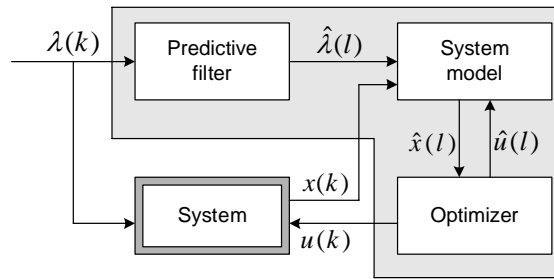 λ(k)
Predictive
filter
λ̂(l)
System
model
x̂(l)
û(l)
x(k)
System
u(k)
Optimizer